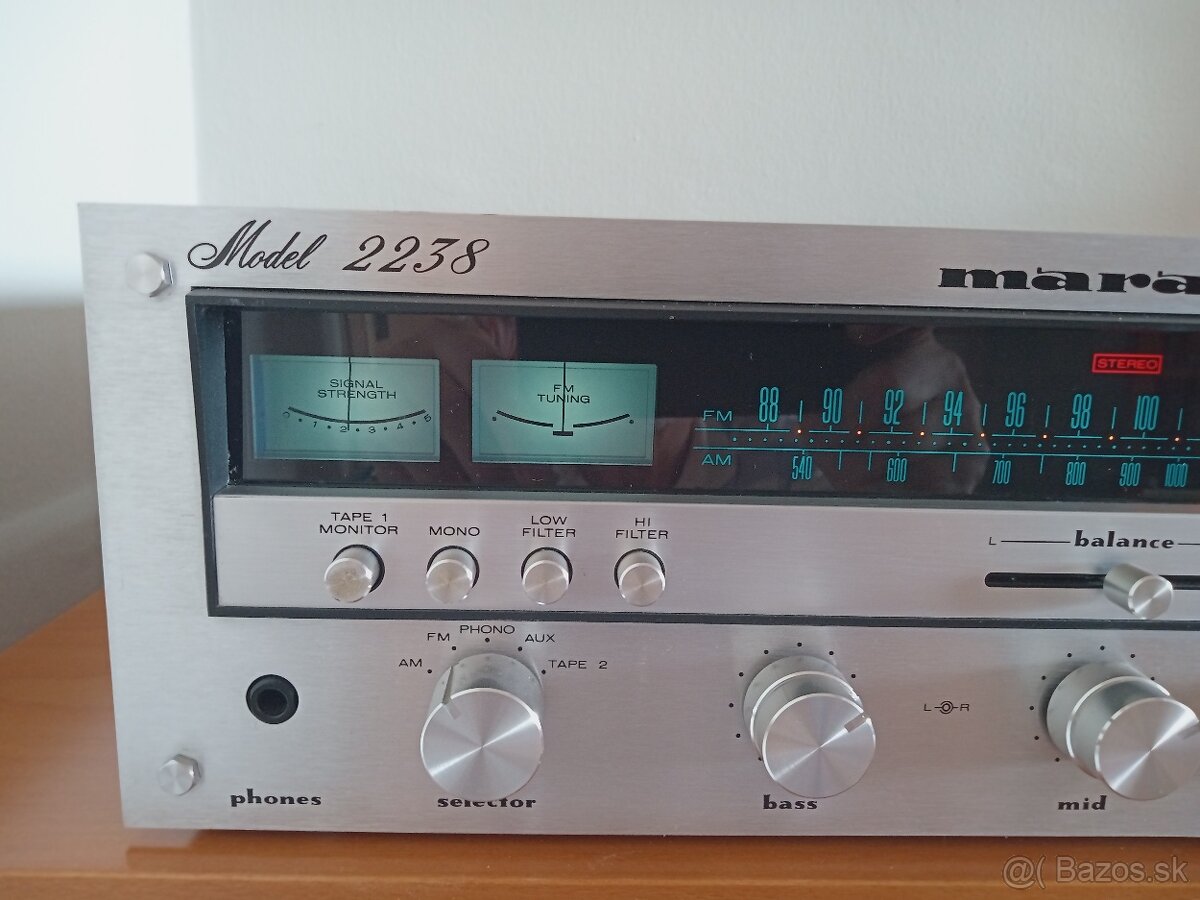 Model 2238
mara
SIGNAL
STRENGTH
0 1 2 3 4 5
FM
TUNING
STEREO
FM 88 90 92 94 96 98 100
AM 540 600 700 800 900 1000
TAPE 1
MONITOR
MONO
LOW
FILTER
HI
FILTER
L balance
AM FM PHONO AUX TAPE 2
L R
phones selector bass mid
@( Bazos.sk